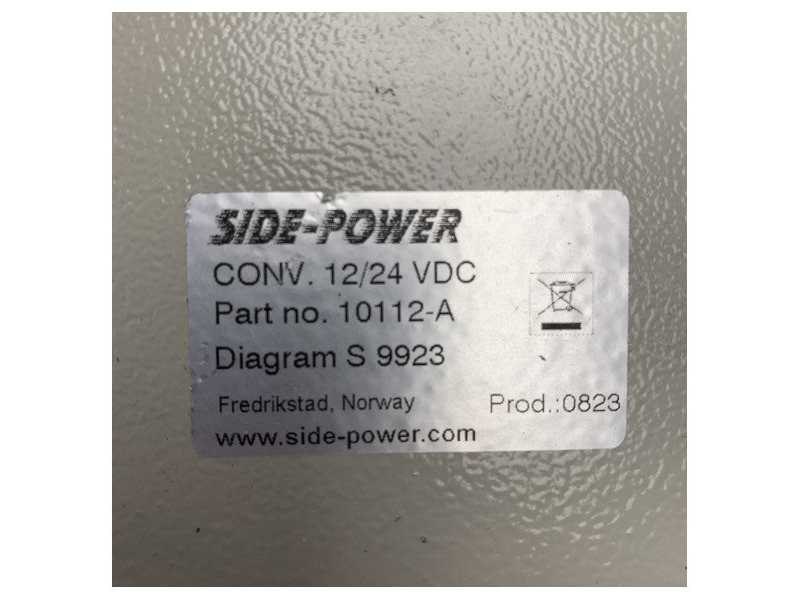 SIDE-POWER
CONV. 12/24 VDC
Part no. 10112-A
Diagram S 9923
Fredrikstad, Norway Prod.:0823
www.side-power.com